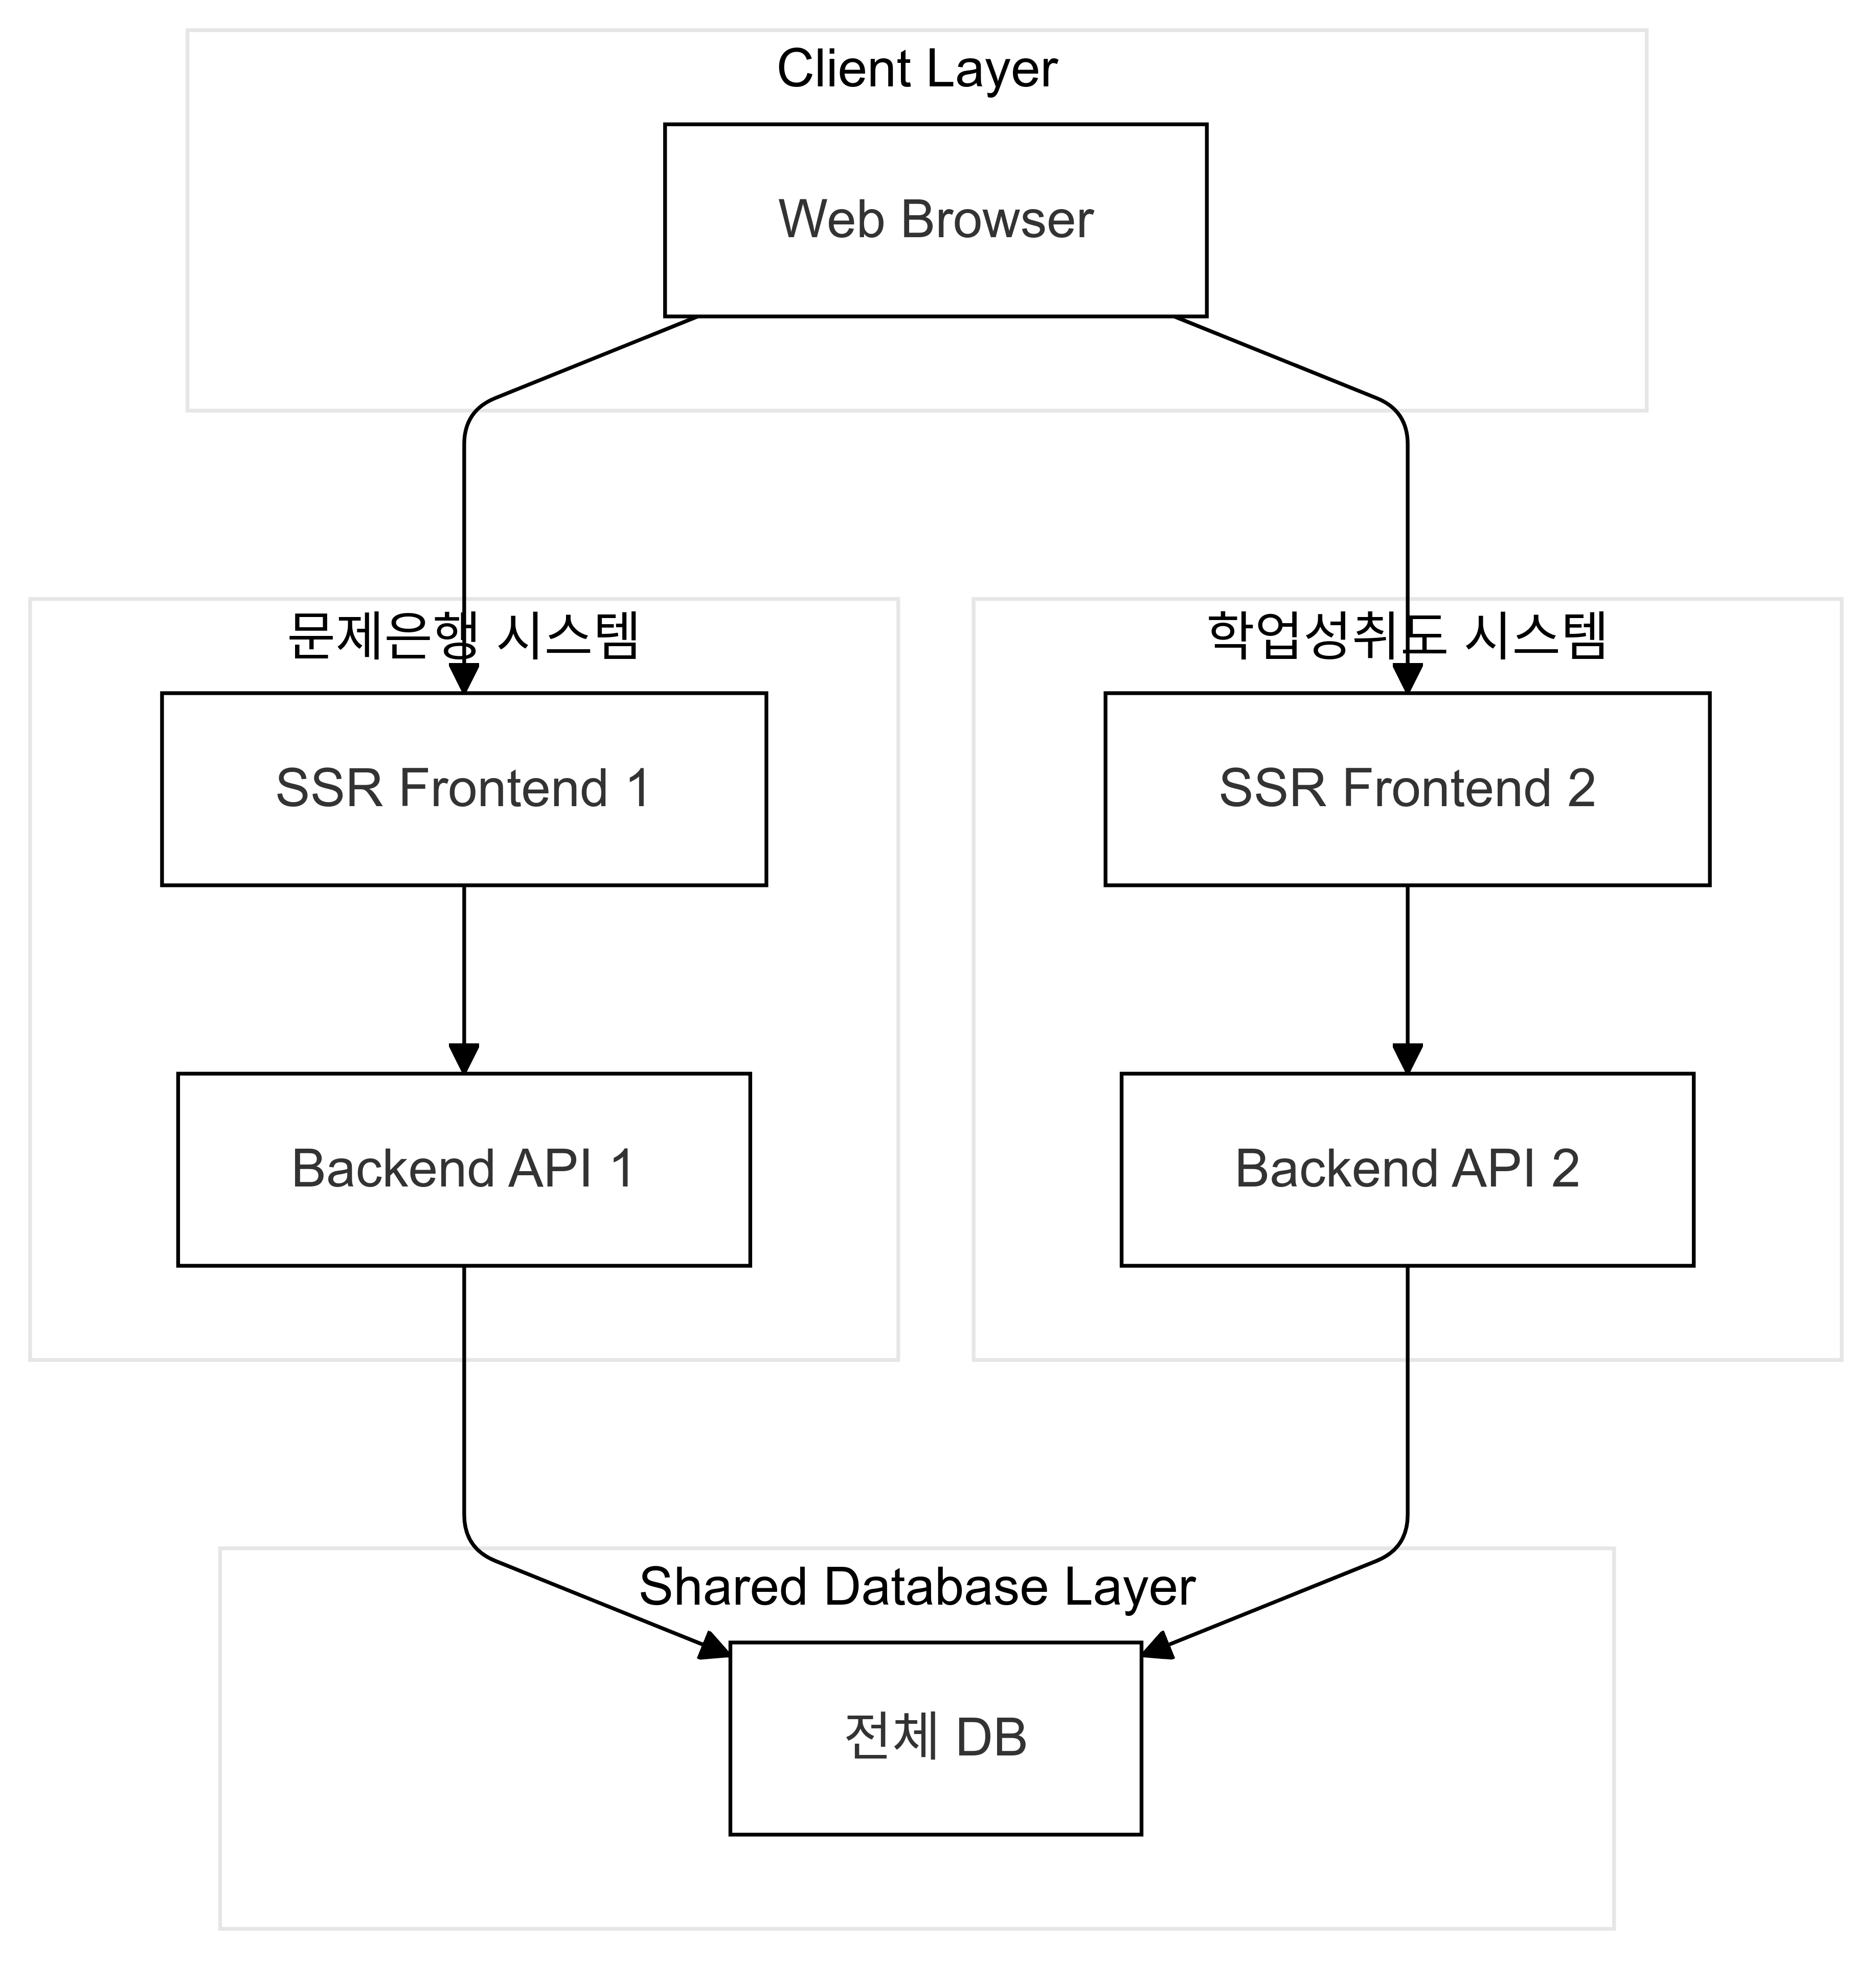 Client Layer
Web Browser
문제은행 시스템
학업성취도 시스템
SSR Frontend 1
SSR Frontend 2
Backend API 1
Backend API 2
Shared Database Layer
전체 DB